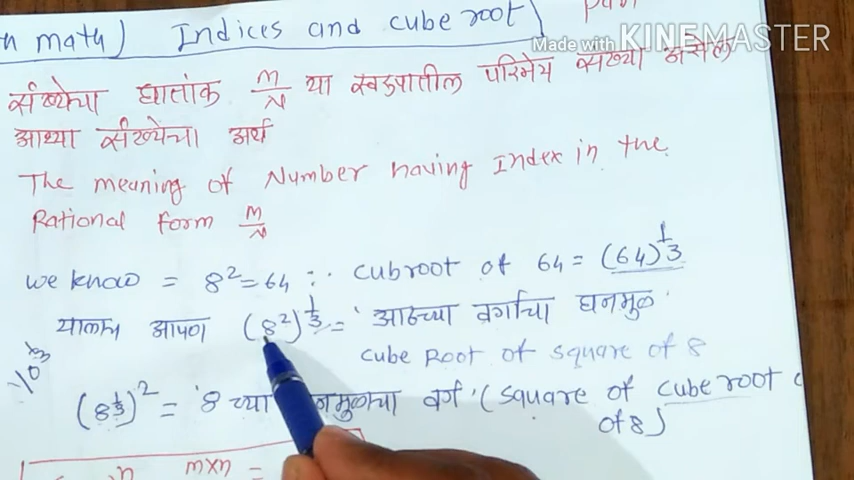 math) Indices and cube root)
Made with KINEMASTER
संख्येचा घातांक M/N या स्वरुपातील परिमेय संख्या असेल
आश्या संख्येचा अर्थ
The meaning of Number having Index in the
Rational form M/N
we know = 8² = 64 ∴ cubroot of 64 = (64)^1/3
यालाच आपण (8²)^1/3 = 'आठच्या वर्गाचा घनमुळ'
cube Root of square of 8
(8^1/3)² = '8 च्या घनमुळाचा वर्ग' (square of cube root
of 8)
m×n =